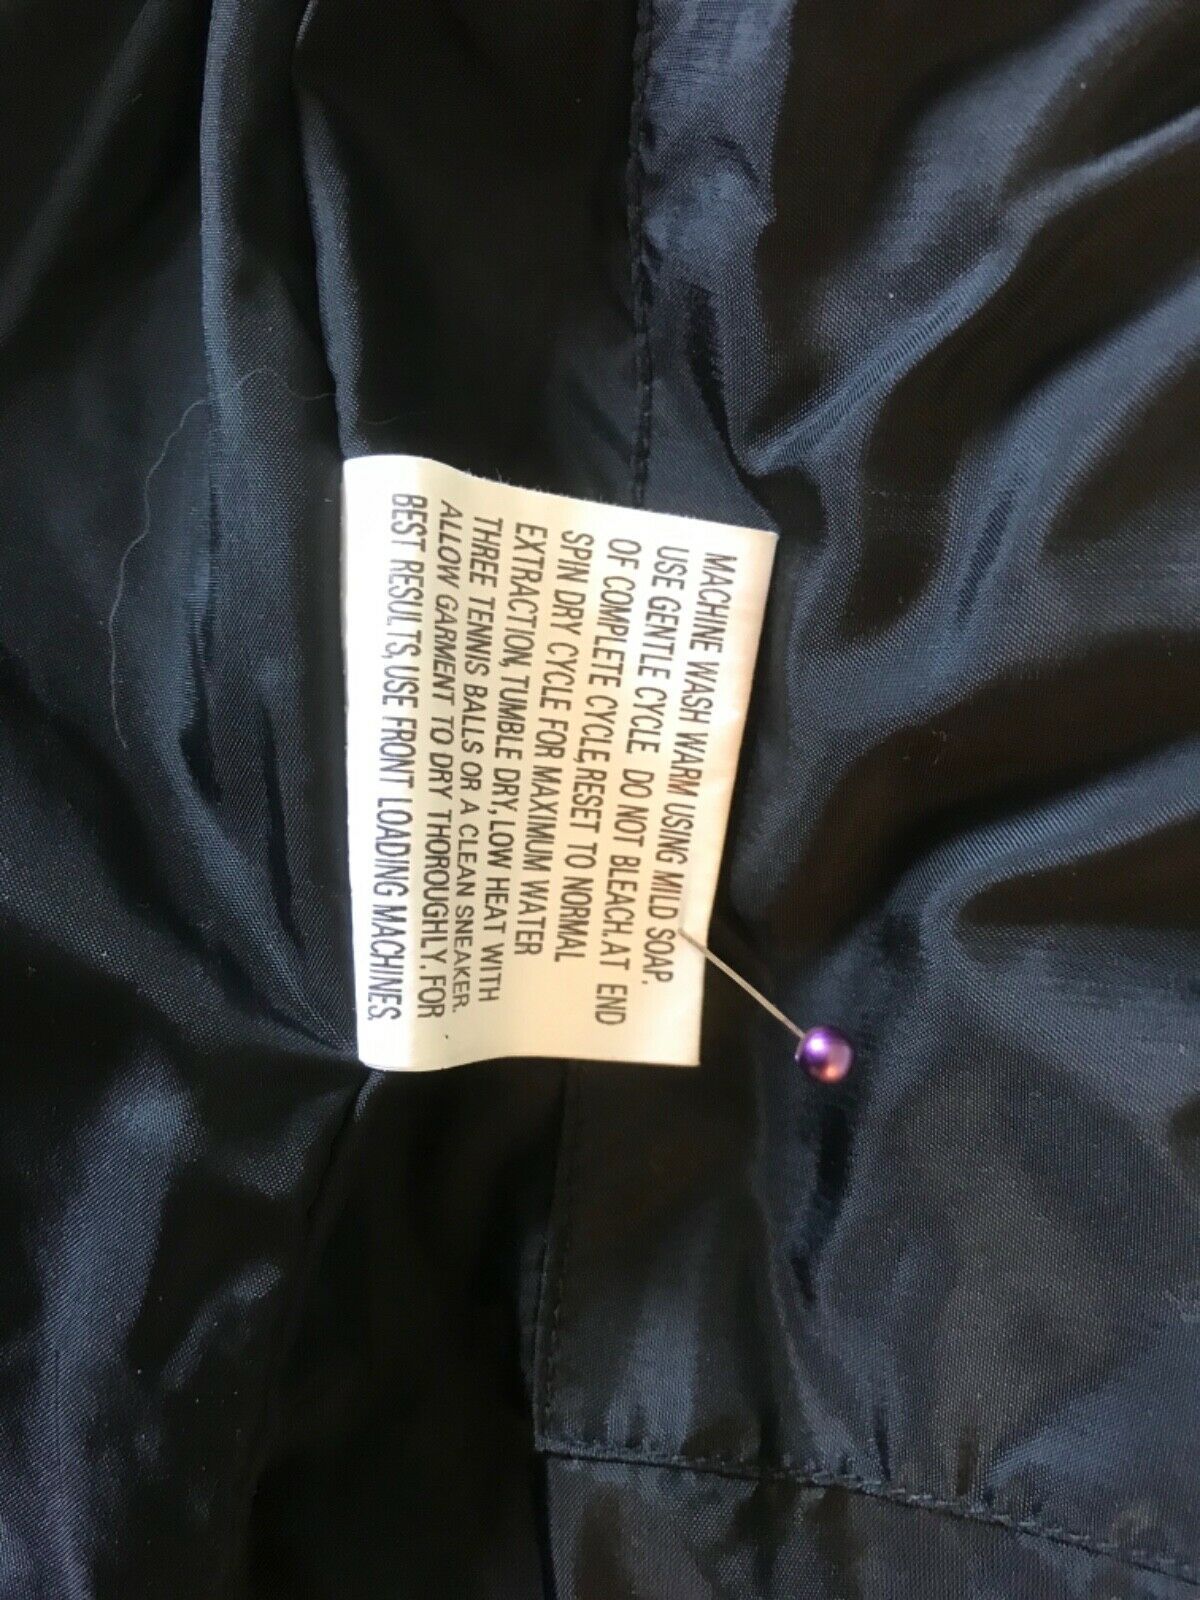 MACHINE WASH WARM USING MILD SOAP.
USE GENTLE CYCLE DO NOT BLEACH. AT END
OF COMPLETE CYCLE, RESET TO NORMAL
SPIN DRY CYCLE FOR MAXIMUM WATER
EXTRACTION, TUMBLE DRY, LOW HEAT WITH
THREE TENNIS BALLS OR A CLEAN SNEAKER.
ALLOW GARMENT TO DRY THOROUGHLY. FOR
BEST RESULTS, USE FRONT LOADING MACHINES.